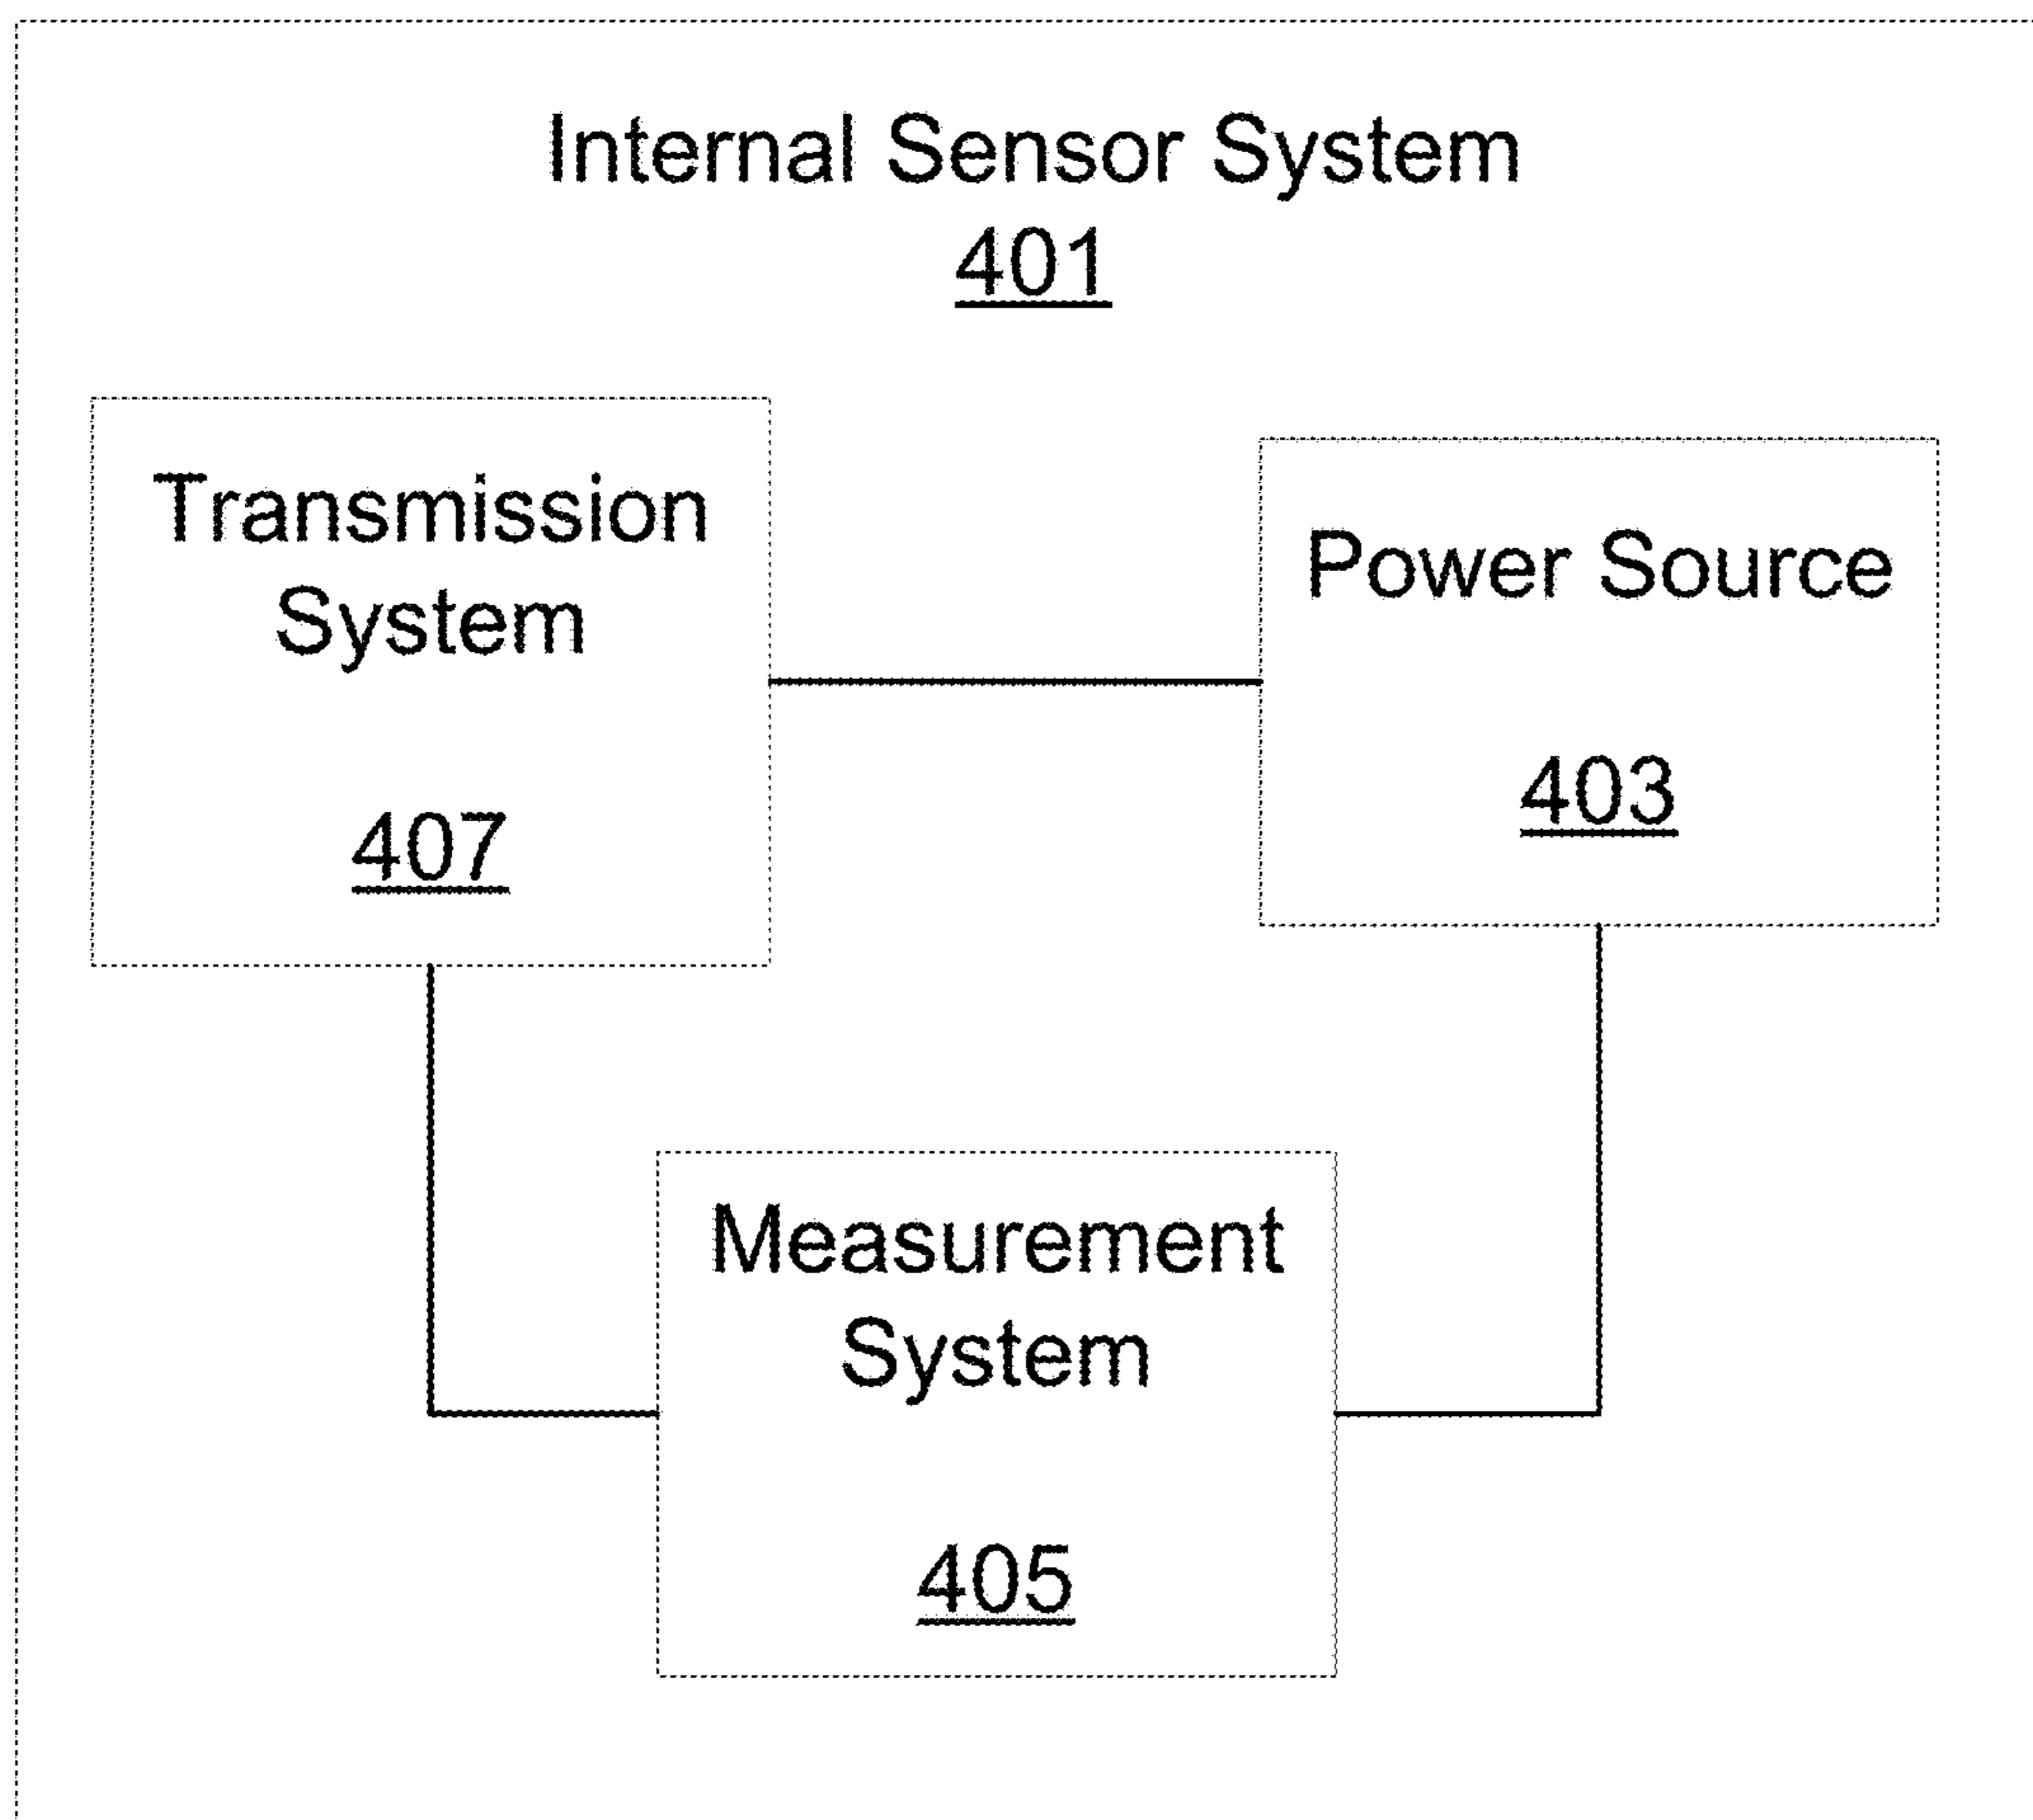 Internal Sensor System
401
Transmission
System
407
Power Source
403
Measurement
System
405